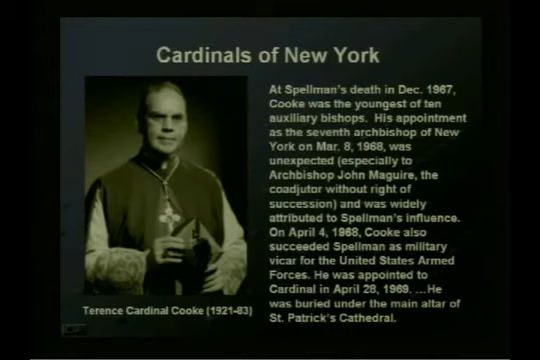 Cardinals of New York
At Spellman's death in Dec. 1967,
Cooke was the youngest of ten
auxiliary bishops. His appointment
as the seventh archbishop of New
York on Mar. 8, 1968, was
unexpected (especially to
Archbishop John Maguire, the
coadjutor without right of
succession) and was widely
attributed to Spellman's influence.
On April 4, 1968, Cooke also
succeeded Spellman as military
vicar for the United States Armed
Forces. He was appointed to
Cardinal in April 28, 1969. ...He
was buried under the main altar of
St. Patrick's Cathedral.
Terence Cardinal Cooke (1921-83)